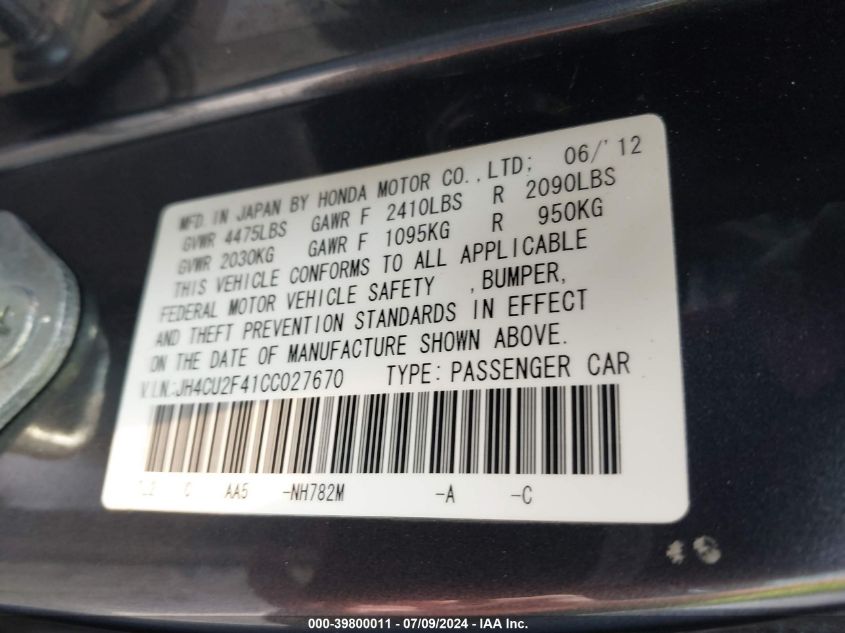 MFD. IN JAPAN BY HONDA MOTOR CO., LTD; 06/'12
GVWR 4475LBS GAWR F 2410LBS R 2090LBS
GVWR 2030KG GAWR F 1095KG R 950KG
THIS VEHICLE CONFORMS TO ALL APPLICABLE
FEDERAL MOTOR VEHICLE SAFETY , BUMPER,
AND THEFT PREVENTION STANDARDS IN EFFECT
ON THE DATE OF MANUFACTURE SHOWN ABOVE.
V.I.N:JH4CU2F41CC027670 TYPE: PASSENGER CAR
C AA5 -NH782M -A -C
000-39800011 - 07/09/2024 - IAA Inc.